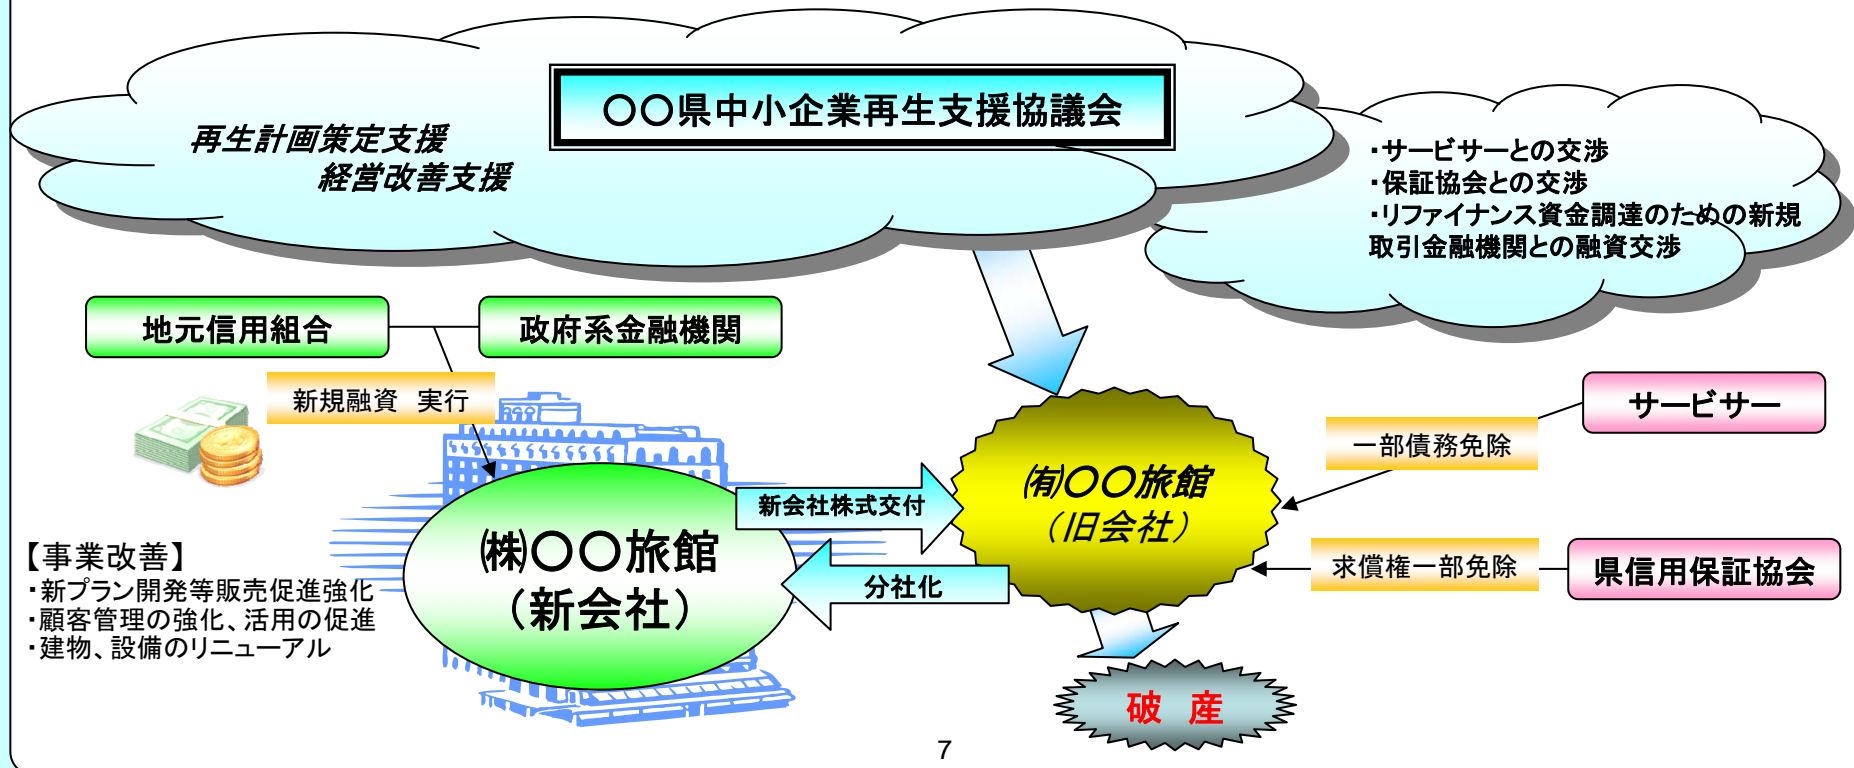 〇〇県中小企業再生支援協議会
再生計画策定支援
経営改善支援
・サービサーとの交渉
・保証協会との交渉
・リファイナンス資金調達のための新規
取引金融機関との融資交渉
地元信用組合
政府系金融機関
新規融資　実行
サービサー
一部債務免除
㈲〇〇旅館
（旧会社）
新会社株式交付
㈱〇〇旅館
（新会社）
分社化
求償権一部免除
県信用保証協会
【事業改善】
・新プラン開発等販売促進強化
・顧客管理の強化、活用の促進
・建物、設備のリニューアル
破　産
7